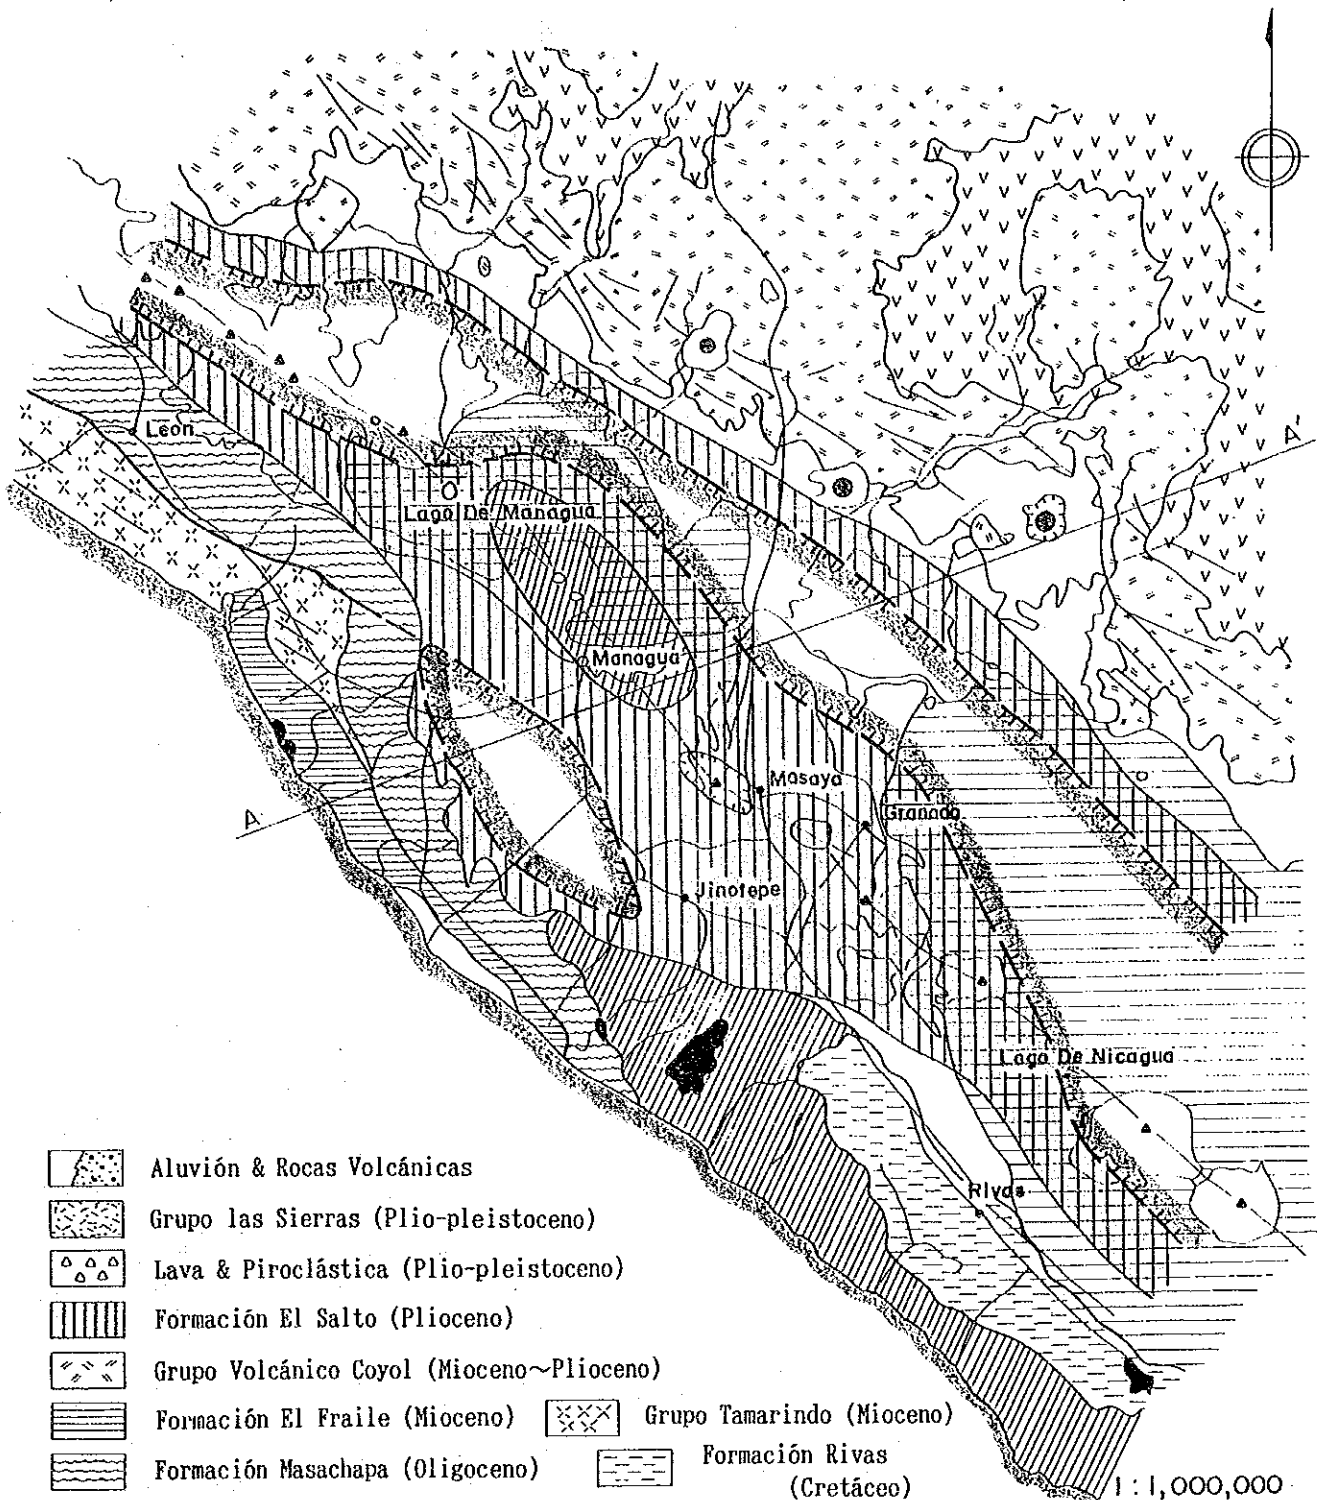 A'
León
Lago De Managua
Managua
Masaya
Granada
A
Jinotepe
Lago De Nicagua
Rivas
Aluvión & Rocas Volcánicas
Grupo las Sierras (Plio-pleistoceno)
Lava & Piroclástica (Plio-pleistoceno)
Formación El Salto (Plioceno)
Grupo Volcánico Coyol (Mioceno~Plioceno)
Formación El Fraile (Mioceno) Grupo Tamarindo (Mioceno)
Formación Masachapa (Oligoceno) Formación Rivas
(Cretáceo)
1:1,000,000